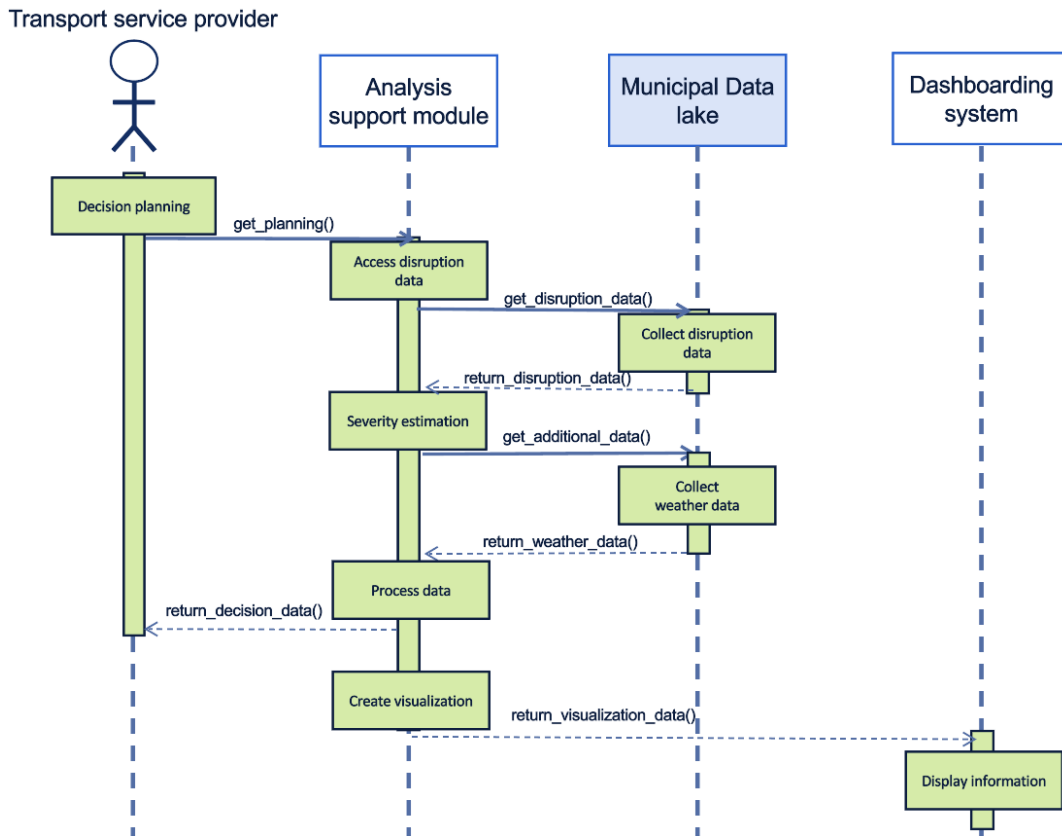 Transport service provider
Analysis
support module
Municipal Data
lake
Dashboarding
system
Decision planning
get_planning()
Access disruption
data
get_disruption_data()
Collect disruption
data
return_disruption_data()
Severity estimation
get_additional_data()
Collect
weather data
return_weather_data()
Process data
return_decision_data()
Create visualization
return_visualization_data()
Display information